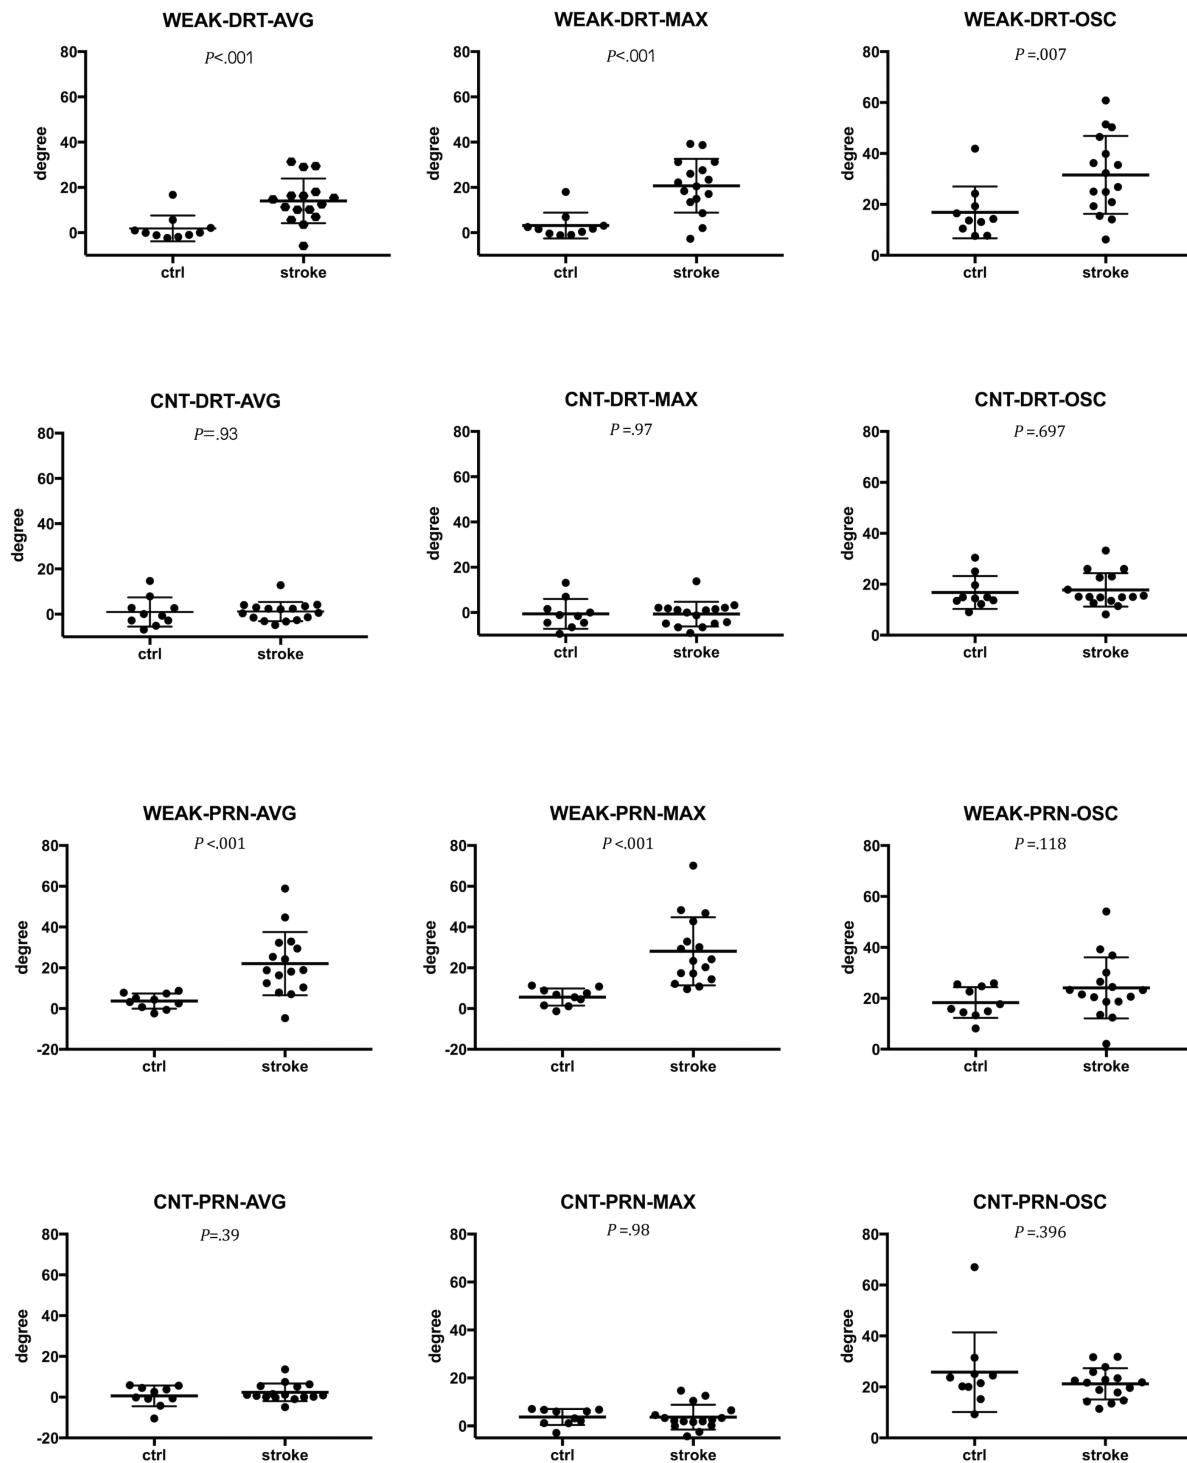 WEAK-DRT-AVG
P<.001
degree
80
60
40
20
0
ctrl stroke
WEAK-DRT-MAX
P<.001
degree
80
60
40
20
0
ctrl stroke
WEAK-DRT-OSC
P=.007
degree
80
60
40
20
0
ctrl stroke
CNT-DRT-AVG
P=.93
degree
80
60
40
20
0
ctrl stroke
CNT-DRT-MAX
P=.97
degree
80
60
40
20
0
ctrl stroke
CNT-DRT-OSC
P=.697
degree
80
60
40
20
0
ctrl stroke
WEAK-PRN-AVG
P<.001
degree
80
60
40
20
0
-20
ctrl stroke
WEAK-PRN-MAX
P<.001
degree
80
60
40
20
0
-20
ctrl stroke
WEAK-PRN-OSC
P=.118
degree
80
60
40
20
0
ctrl stroke
CNT-PRN-AVG
P=.39
degree
80
60
40
20
0
-20
ctrl stroke
CNT-PRN-MAX
P=.98
degree
80
60
40
20
0
ctrl stroke
CNT-PRN-OSC
P=.396
degree
80
60
40
20
0
ctrl stroke